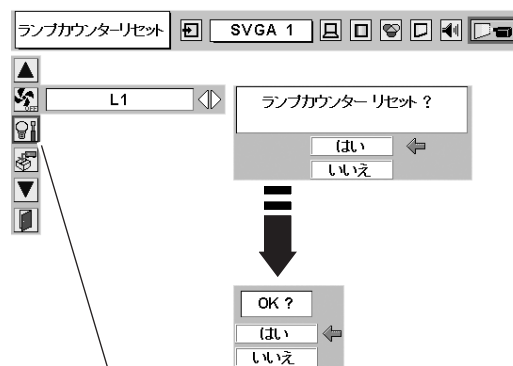 ランプカウンターリセット
SVGA 1
OFF
L1
ランプカウンター リセット ?
はい
いいえ
OK ?
はい
いいえ